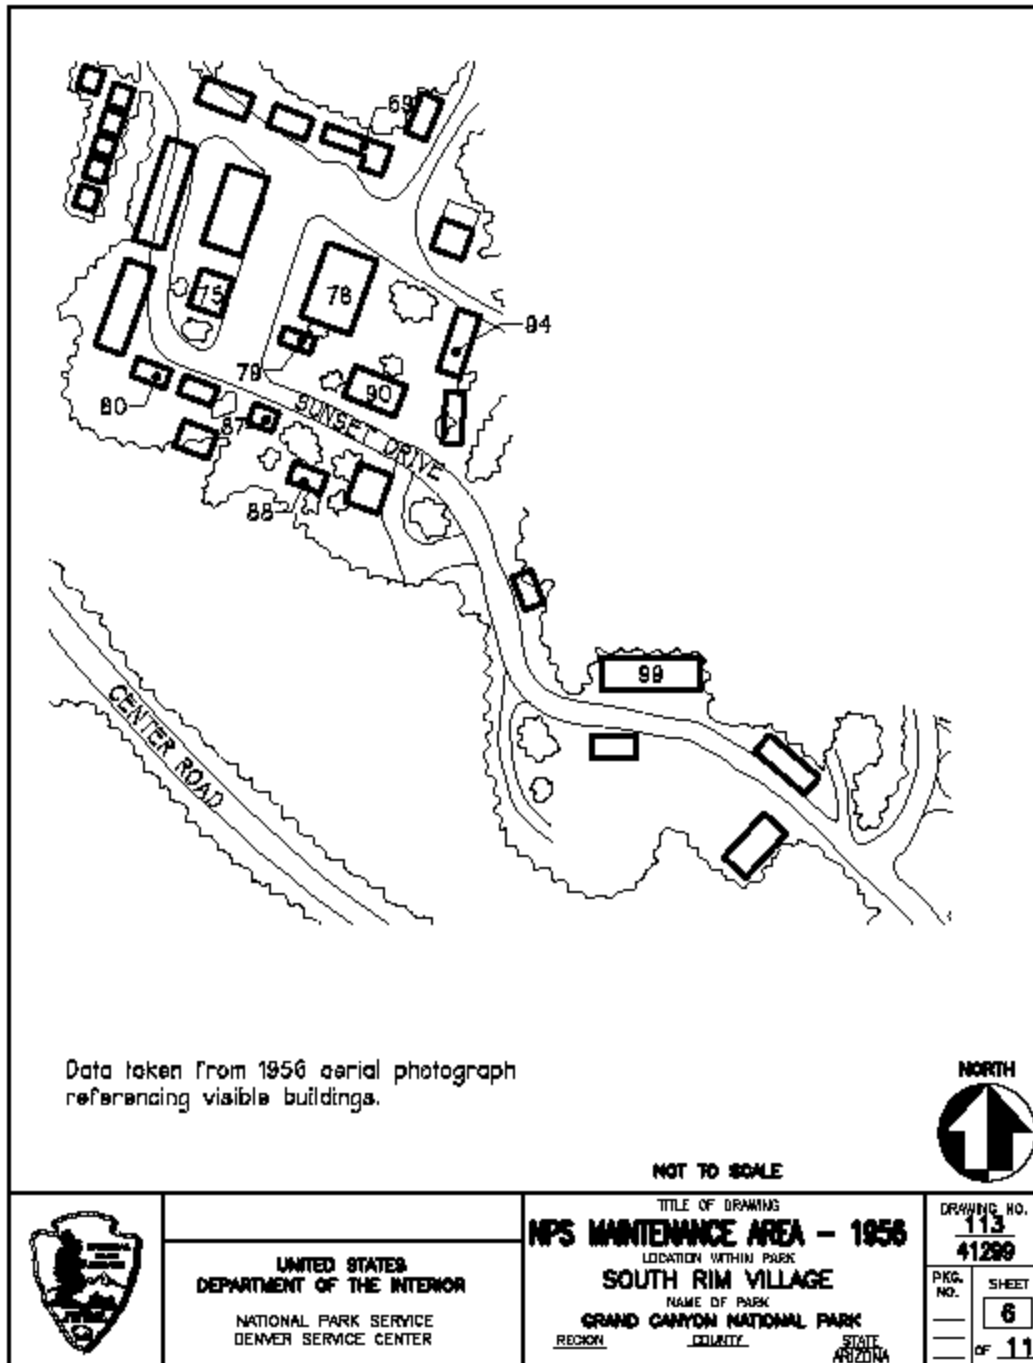 69
75
78
94
79
90
80
87
SUNSET DRIVE
88
99
CENTER ROAD
Data taken from 1956 aerial photograph
referencing visible buildings.
NORTH
NOT TO SCALE
UNITED STATES
DEPARTMENT OF THE INTERIOR
NATIONAL PARK SERVICE
DENVER SERVICE CENTER
TITLE OF DRAWING
NPS MAINTENANCE AREA - 1956
LOCATION WITHIN PARK
SOUTH RIM VILLAGE
NAME OF PARK
GRAND CANYON NATIONAL PARK
REGION COUNTY STATE
ARIZONA
DRAWING NO.
113
41299
PKG. NO.
SHEET
6
OF 11